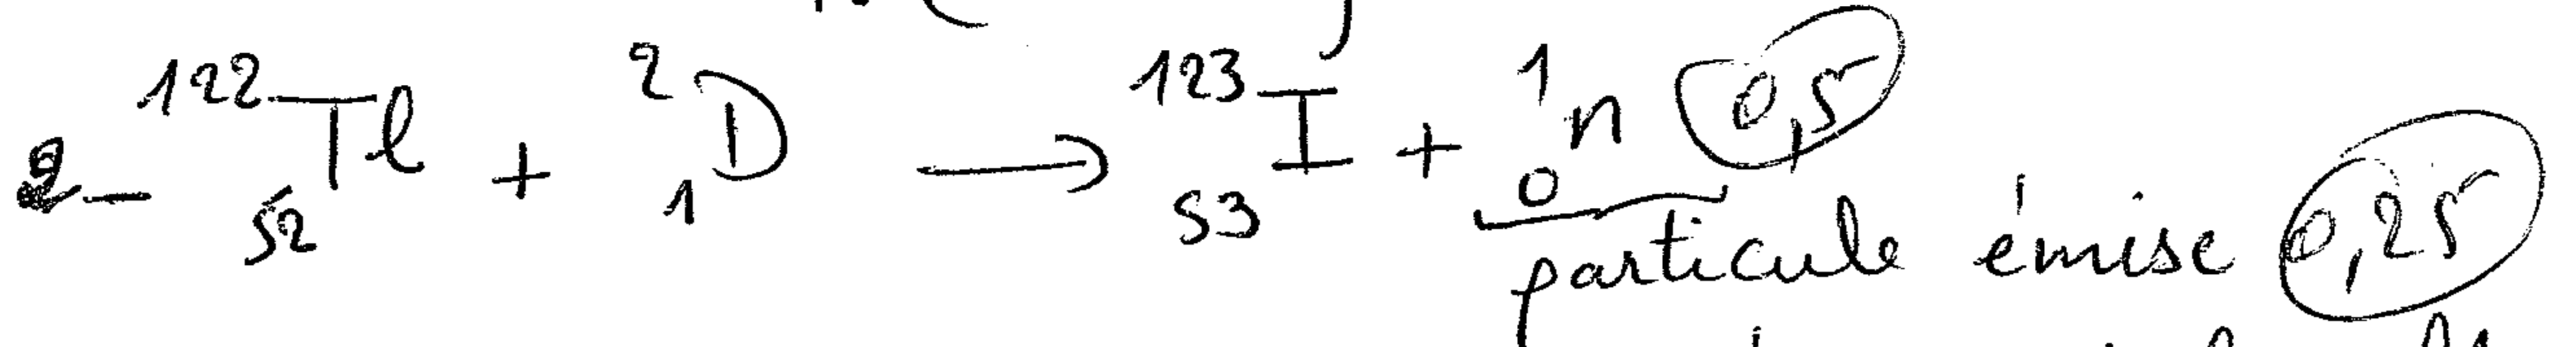 2- ¹²²₅₂Tl + ²₁D → ¹²³₅₃I + ¹₀n 0,5
particule émise 0,25